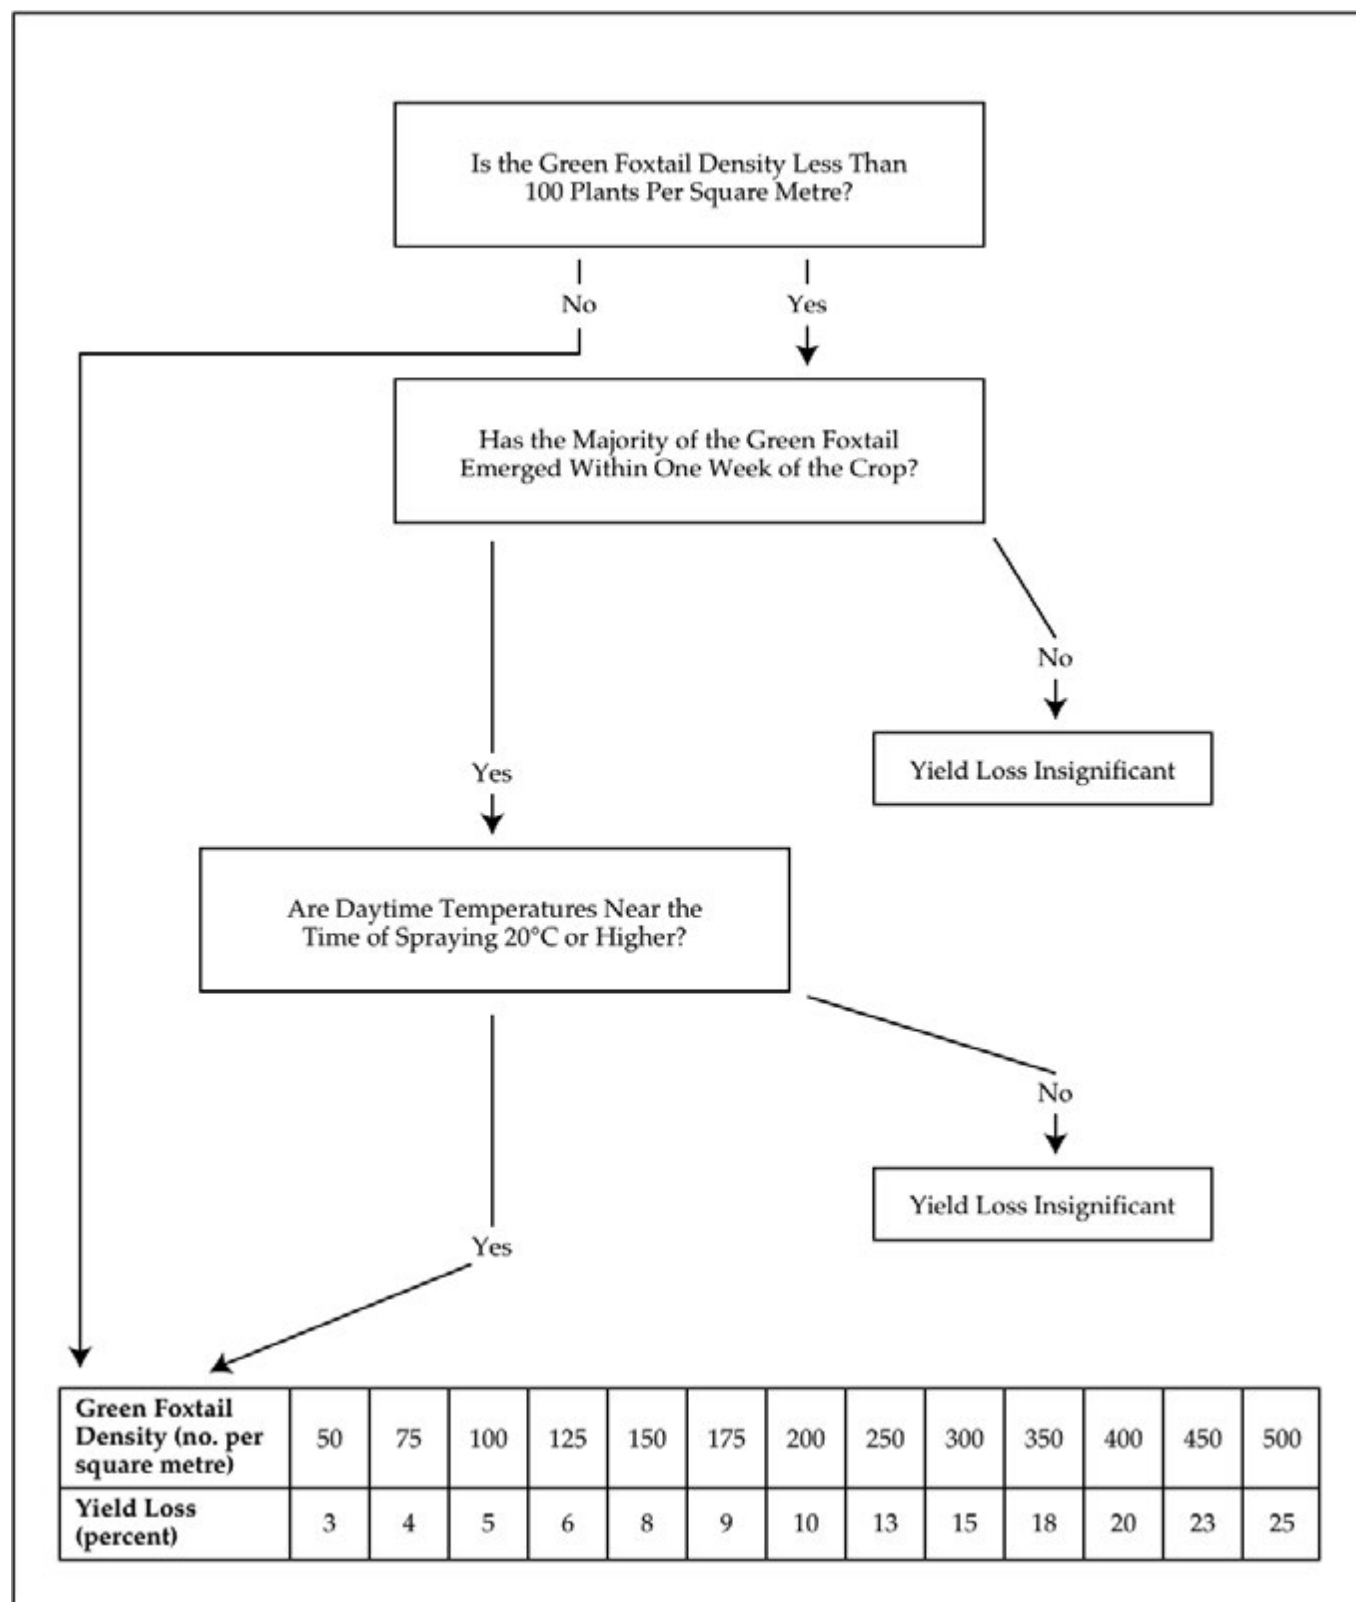 Is the Green Foxtail Density Less Than
100 Plants Per Square Metre?
No
Yes
Has the Majority of the Green Foxtail
Emerged Within One Week of the Crop?
No
Yield Loss Insignificant
Yes
Are Daytime Temperatures Near the
Time of Spraying 20°C or Higher?
No
Yield Loss Insignificant
Yes
Green Foxtail
Density (no. per
square metre)
50 75 100 125 150 175 200 250 300 350 400 450 500
Yield Loss
(percent)
3 4 5 6 8 9 10 13 15 18 20 23 25